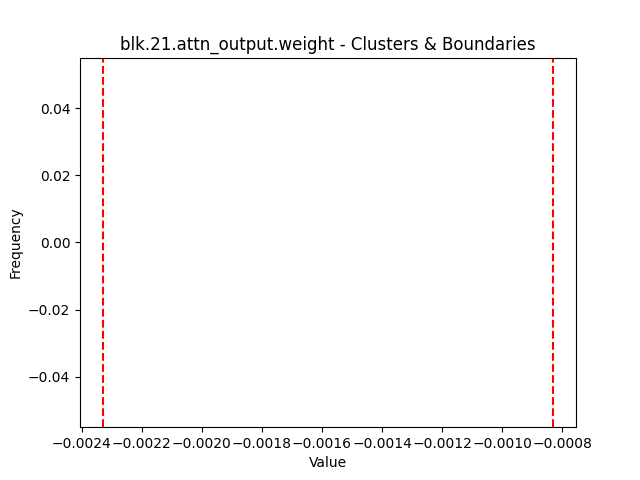 blk.21.attn_output.weight - Clusters & Boundaries
0.04
0.02
0.00
−0.02
−0.04
Frequency
−0.0024 −0.0022 −0.0020 −0.0018 −0.0016 −0.0014 −0.0012 −0.0010 −0.0008
Value